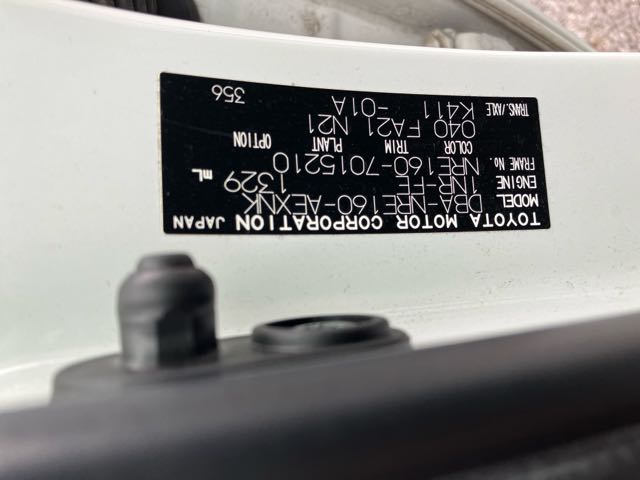 TOYOTA MOTOR CORPORATION JAPAN
MODEL DBA-NRE160-AEXNK
ENGINE 1NR-FE 1329 mL
FRAME No. NRE160-7015210
COLOR TRIM PLANT OPTION
040 FA21 N21
TRANS./AXLE K411 -01A
356